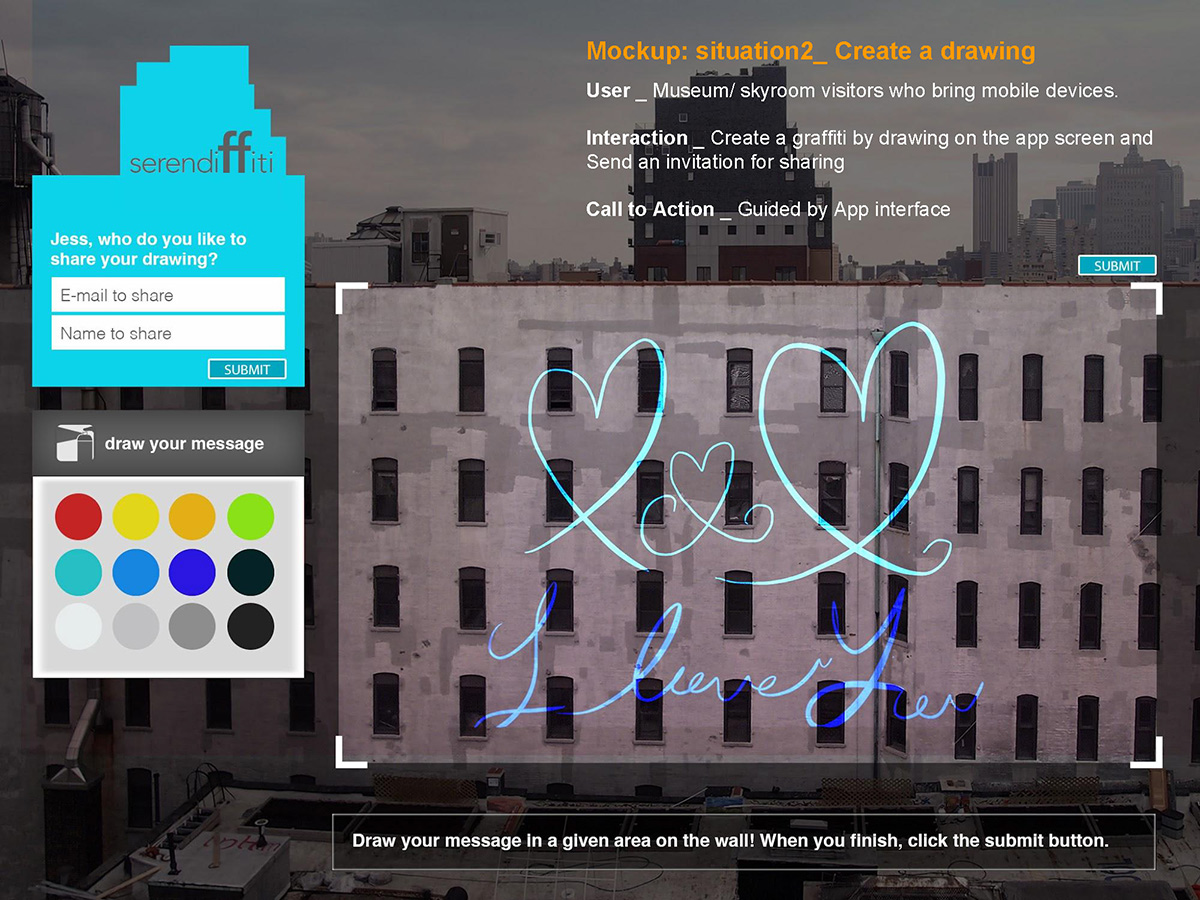 serendiffiti
Jess, who do you like to
share your drawing?
E-mail to share
Name to share
SUBMIT
draw your message
Mockup: situation2_ Create a drawing
User _ Museum/ skyroom visitors who bring mobile devices.
Interaction _ Create a graffiti by drawing on the app screen and
Send an invitation for sharing
Call to Action _ Guided by App interface
SUBMIT
I love You
Draw your message in a given area on the wall! When you finish, click the submit button.